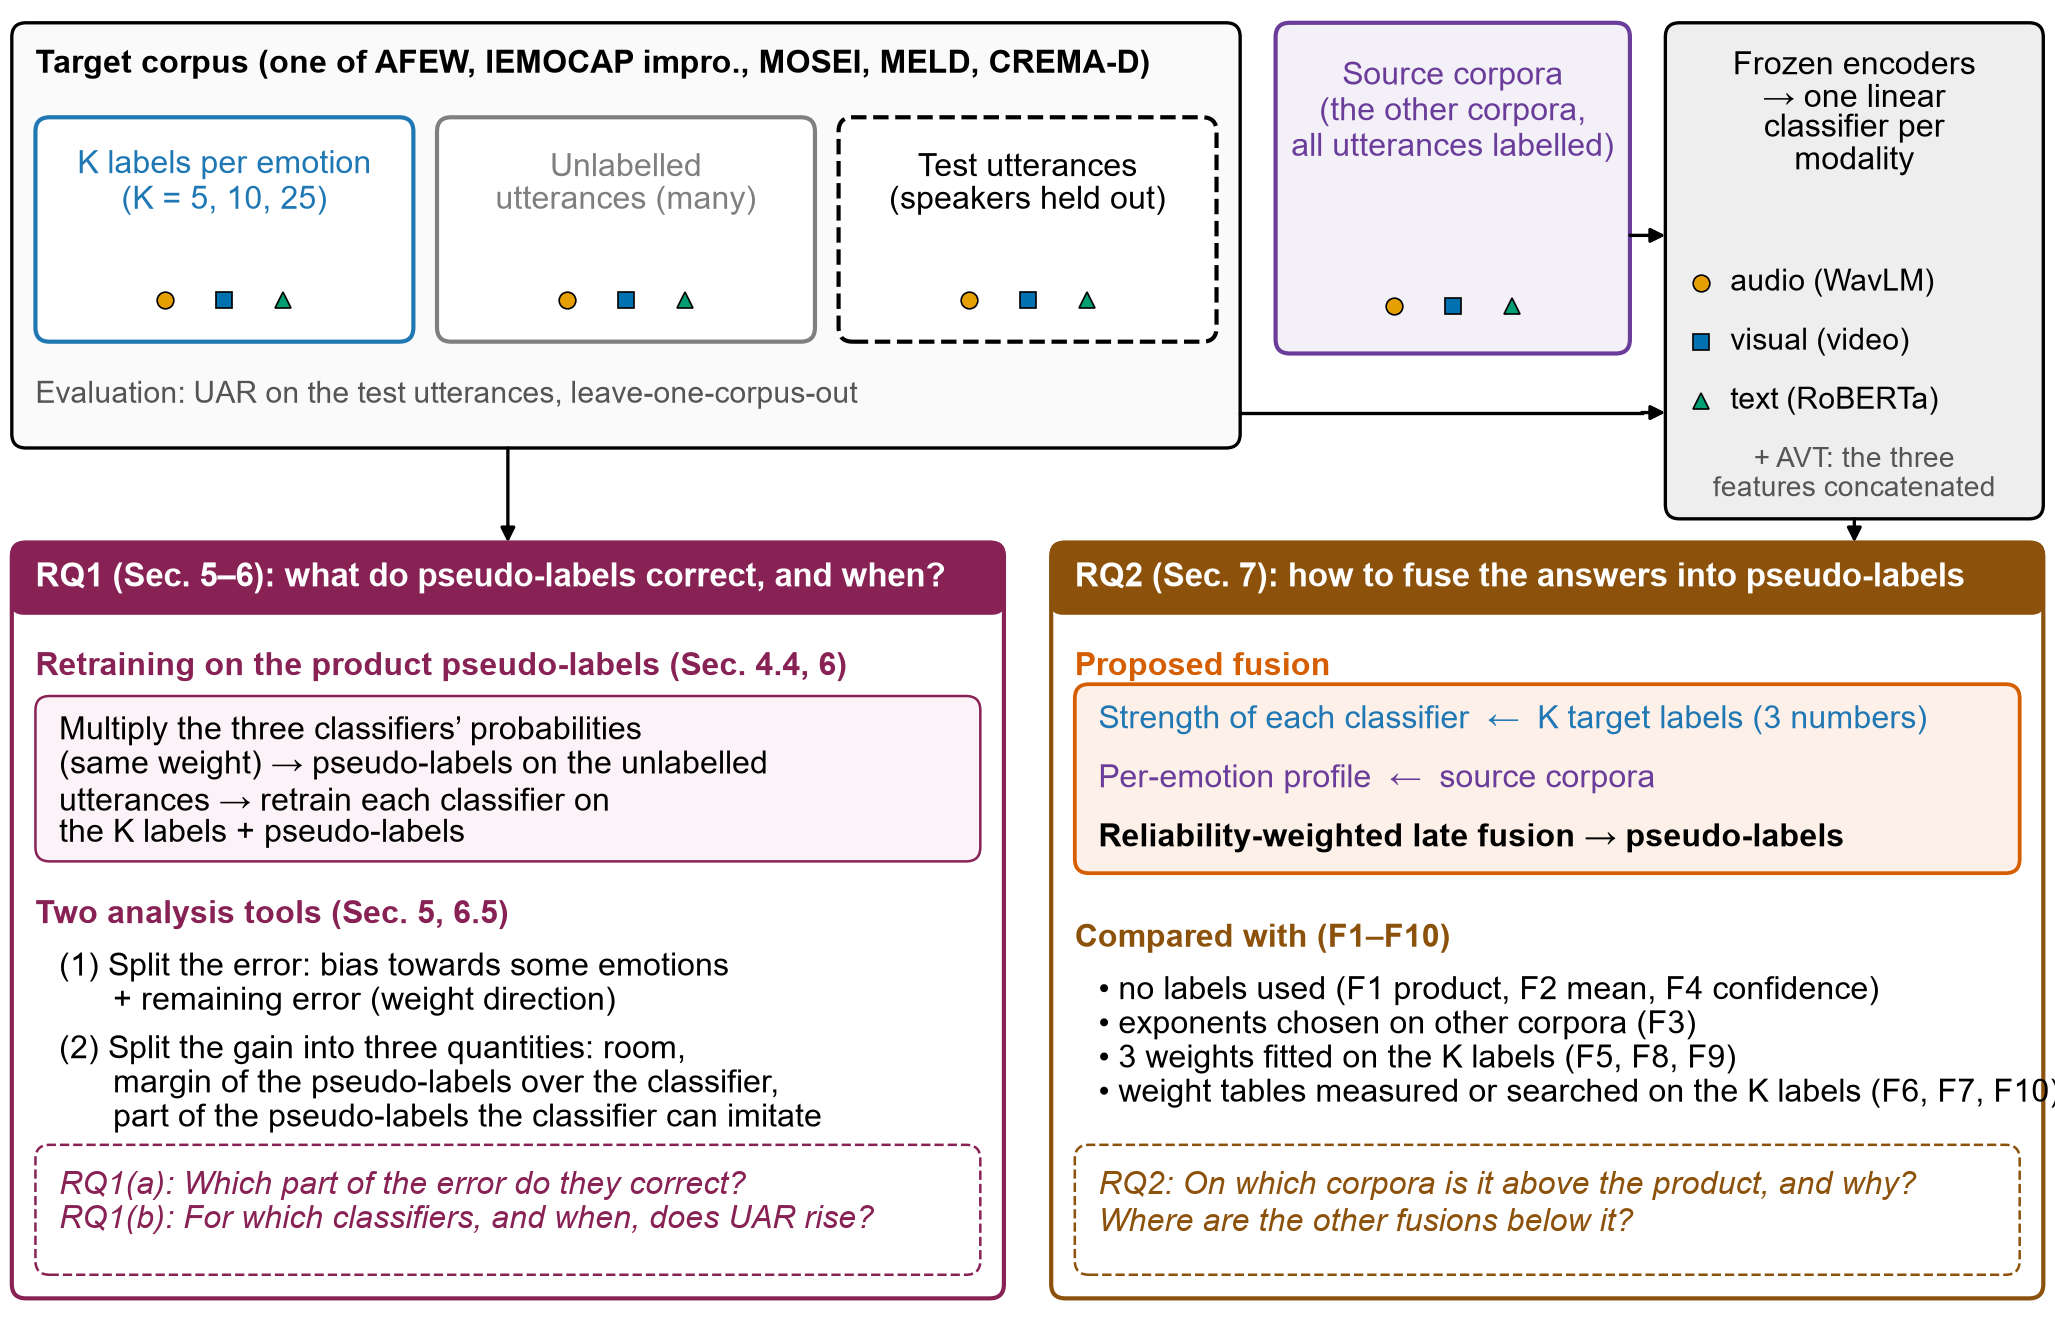 Target corpus (one of AFEW, IEMOCAP impro., MOSEI, MELD, CREMA-D)
K labels per emotion
(K = 5, 10, 25)
Unlabelled
utterances (many)
Test utterances
(speakers held out)
Evaluation: UAR on the test utterances, leave-one-corpus-out
Source corpora
(the other corpora,
all utterances labelled)
Frozen encoders
→ one linear
classifier per
modality
audio (WavLM)
visual (video)
text (RoBERTa)
+ AVT: the three
features concatenated
RQ1 (Sec. 5–6): what do pseudo-labels correct, and when?
Retraining on the product pseudo-labels (Sec. 4.4, 6)
Multiply the three classifiers’ probabilities
(same weight) → pseudo-labels on the unlabelled
utterances → retrain each classifier on
the K labels + pseudo-labels
Two analysis tools (Sec. 5, 6.5)
(1) Split the error: bias towards some emotions
+ remaining error (weight direction)
(2) Split the gain into three quantities: room,
margin of the pseudo-labels over the classifier,
part of the pseudo-labels the classifier can imitate
RQ1(a): Which part of the error do they correct?
RQ1(b): For which classifiers, and when, does UAR rise?
RQ2 (Sec. 7): how to fuse the answers into pseudo-labels
Proposed fusion
Strength of each classifier ← K target labels (3 numbers)
Per-emotion profile ← source corpora
Reliability-weighted late fusion → pseudo-labels
Compared with (F1–F10)
• no labels used (F1 product, F2 mean, F4 confidence)
• exponents chosen on other corpora (F3)
• 3 weights fitted on the K labels (F5, F8, F9)
• weight tables measured or searched on the K labels (F6, F7, F10)
RQ2: On which corpora is it above the product, and why?
Where are the other fusions below it?